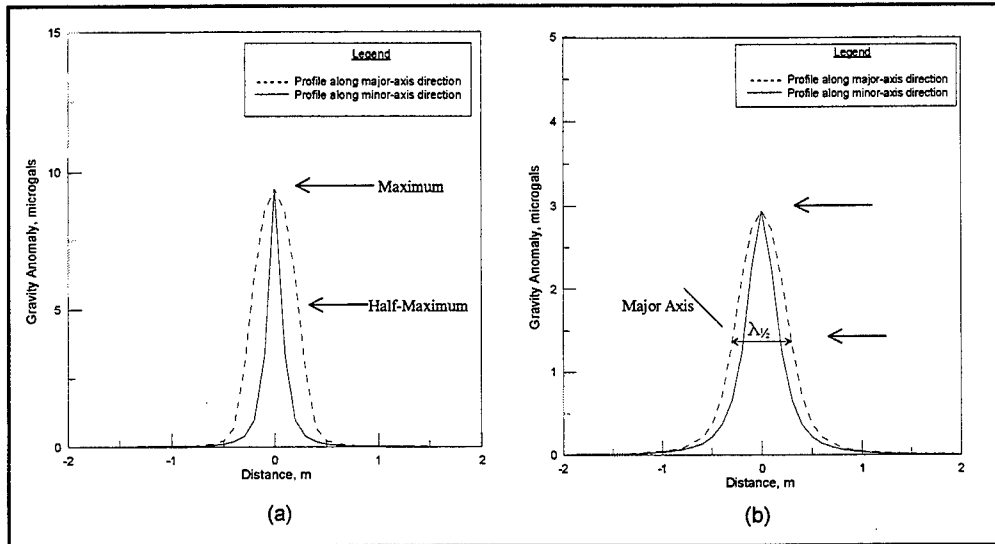 15
10
5
0
Gravity Anomaly, microgals
Legend
Profile along major-axis direction
Profile along minor-axis direction
Maximum
Half-Maximum
-2
-1
0
1
2
Distance, m
(a)
5
4
3
2
1
0
Gravity Anomaly, microgals
Legend
Profile along major-axis direction
Profile along minor-axis direction
Major Axis
λ½
-2
-1
0
1
2
Distance, m
(b)